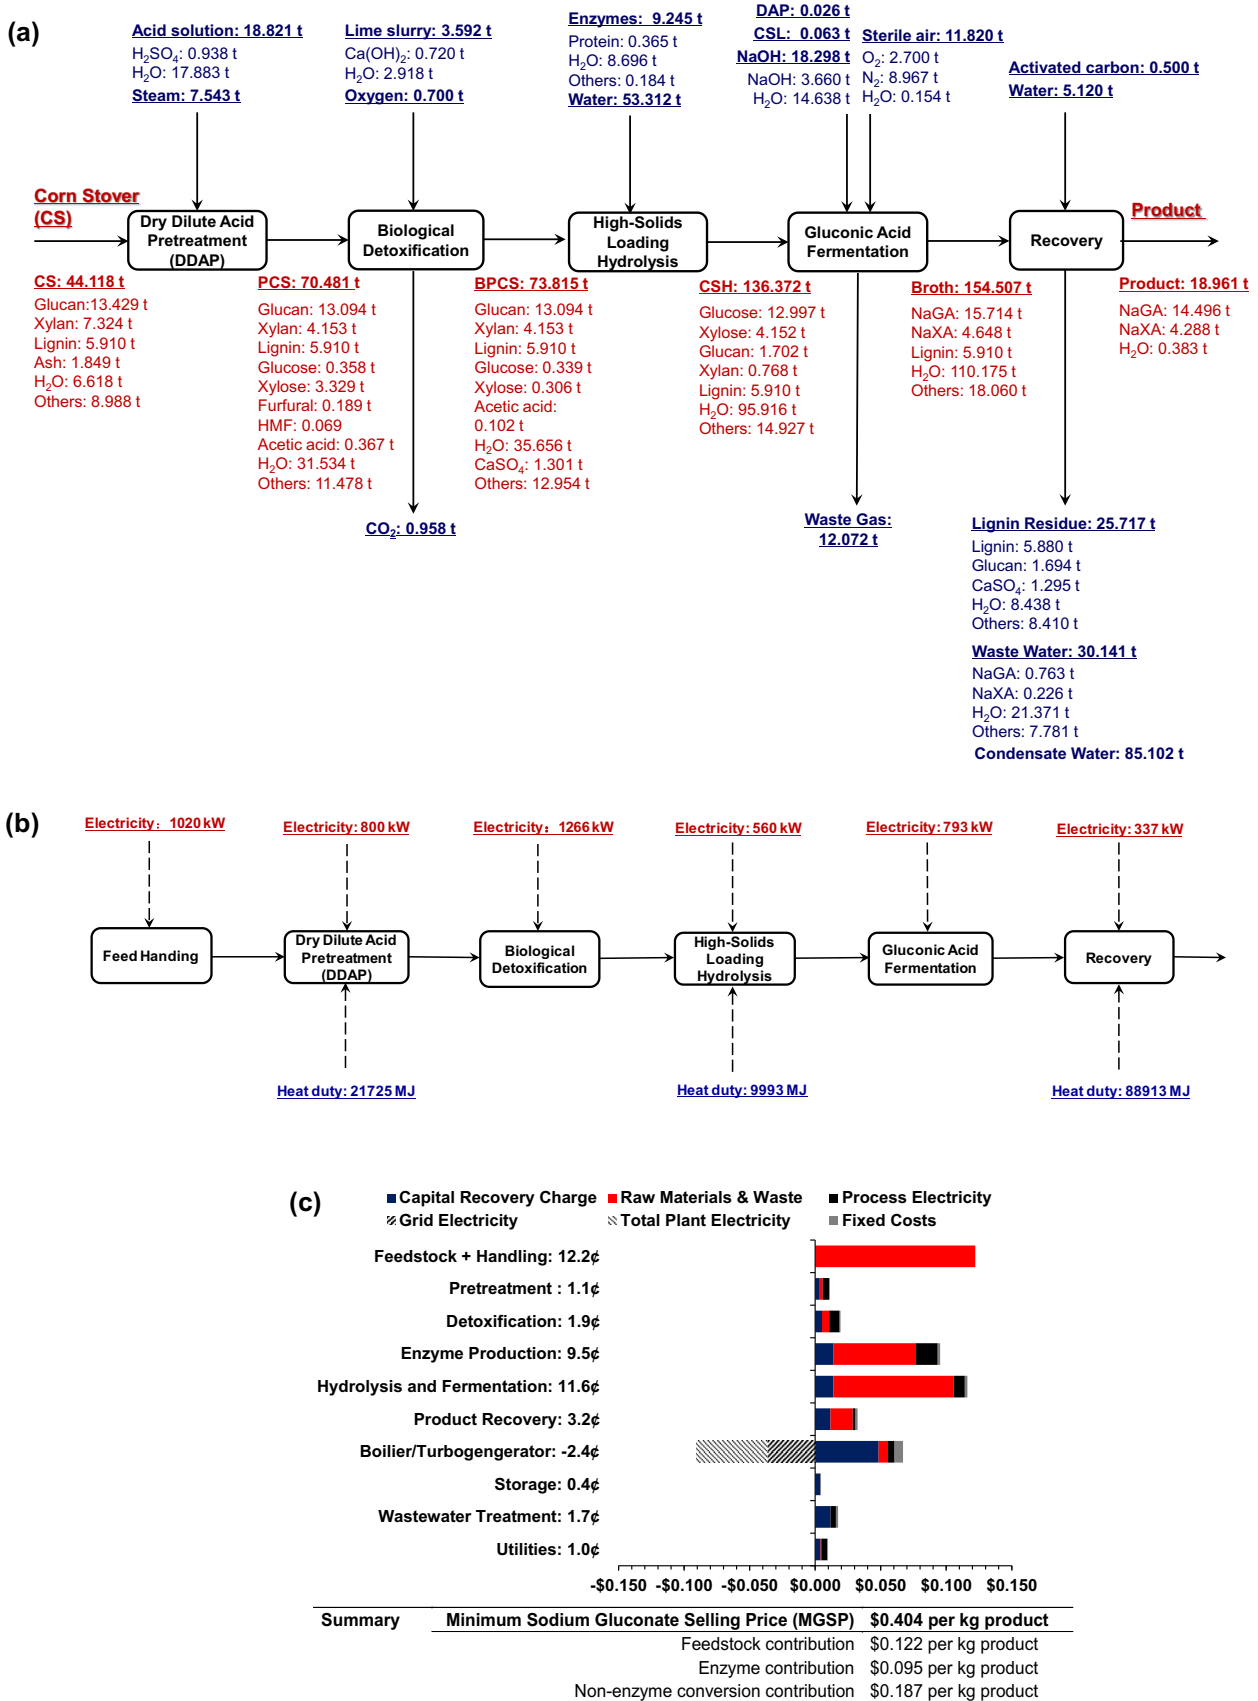 (a)
Acid solution: 18.821 t
H₂SO₄: 0.938 t
H₂O: 17.883 t
Steam: 7.543 t
Lime slurry: 3.592 t
Ca(OH)₂: 0.720 t
H₂O: 2.918 t
Oxygen: 0.700 t
Enzymes: 9.245 t
Protein: 0.365 t
H₂O: 8.696 t
Others: 0.184 t
Water: 53.312 t
DAP: 0.026 t
CSL: 0.063 t
NaOH: 18.298 t
NaOH: 3.660 t
H₂O: 14.638 t
Sterile air: 11.820 t
O₂: 2.700 t
N₂: 8.967 t
H₂O: 0.154 t
Activated carbon: 0.500 t
Water: 5.120 t
Corn Stover
(CS)
Dry Dilute Acid
Pretreatment
(DDAP)
Biological
Detoxification
High-Solids
Loading
Hydrolysis
Gluconic Acid
Fermentation
Recovery
Product
CS: 44.118 t
Glucan:13.429 t
Xylan: 7.324 t
Lignin: 5.910 t
Ash: 1.849 t
H₂O: 6.618 t
Others: 8.988 t
PCS: 70.481 t
Glucan: 13.094 t
Xylan: 4.153 t
Lignin: 5.910 t
Glucose: 0.358 t
Xylose: 3.329 t
Furfural: 0.189 t
HMF: 0.069
Acetic acid: 0.367 t
H₂O: 31.534 t
Others: 11.478 t
BPCS: 73.815 t
Glucan: 13.094 t
Xylan: 4.153 t
Lignin: 5.910 t
Glucose: 0.339 t
Xylose: 0.306 t
Acetic acid:
0.102 t
H₂O: 35.656 t
CaSO₄: 1.301 t
Others: 12.954 t
CSH: 136.372 t
Glucose: 12.997 t
Xylose: 4.152 t
Glucan: 1.702 t
Xylan: 0.768 t
Lignin: 5.910 t
H₂O: 95.916 t
Others: 14.927 t
Broth: 154.507 t
NaGA: 15.714 t
NaXA: 4.648 t
Lignin: 5.910 t
H₂O: 110.175 t
Others: 18.060 t
Product: 18.961 t
NaGA: 14.496 t
NaXA: 4.288 t
H₂O: 0.383 t
CO₂: 0.958 t
Waste Gas:
12.072 t
Lignin Residue: 25.717 t
Lignin: 5.880 t
Glucan: 1.694 t
CaSO₄: 1.295 t
H₂O: 8.438 t
Others: 8.410 t
Waste Water: 30.141 t
NaGA: 0.763 t
NaXA: 0.226 t
H₂O: 21.371 t
Others: 7.781 t
Condensate Water: 85.102 t
(b)
Electricity：1020 kW
Electricity: 800 kW
Electricity：1266 kW
Electricity: 560 kW
Electricity: 793 kW
Electricity: 337 kW
Feed Handing
Dry Dilute Acid
Pretreatment
(DDAP)
Biological
Detoxification
High-Solids
Loading
Hydrolysis
Gluconic Acid
Fermentation
Recovery
Heat duty: 21725 MJ
Heat duty: 9993 MJ
Heat duty: 88913 MJ
(c)
Capital Recovery Charge
Raw Materials & Waste
Process Electricity
Grid Electricity
Total Plant Electricity
Fixed Costs
Feedstock + Handling: 12.2¢
Pretreatment : 1.1¢
Detoxification: 1.9¢
Enzyme Production: 9.5¢
Hydrolysis and Fermentation: 11.6¢
Product Recovery: 3.2¢
Boilier/Turbogengerator: -2.4¢
Storage: 0.4¢
Wastewater Treatment: 1.7¢
Utilities: 1.0¢
-$0.150 -$0.100 -$0.050 $0.000 $0.050 $0.100 $0.150
Summary Minimum Sodium Gluconate Selling Price (MGSP) $0.404 per kg product
Feedstock contribution $0.122 per kg product
Enzyme contribution $0.095 per kg product
Non-enzyme conversion contribution $0.187 per kg product